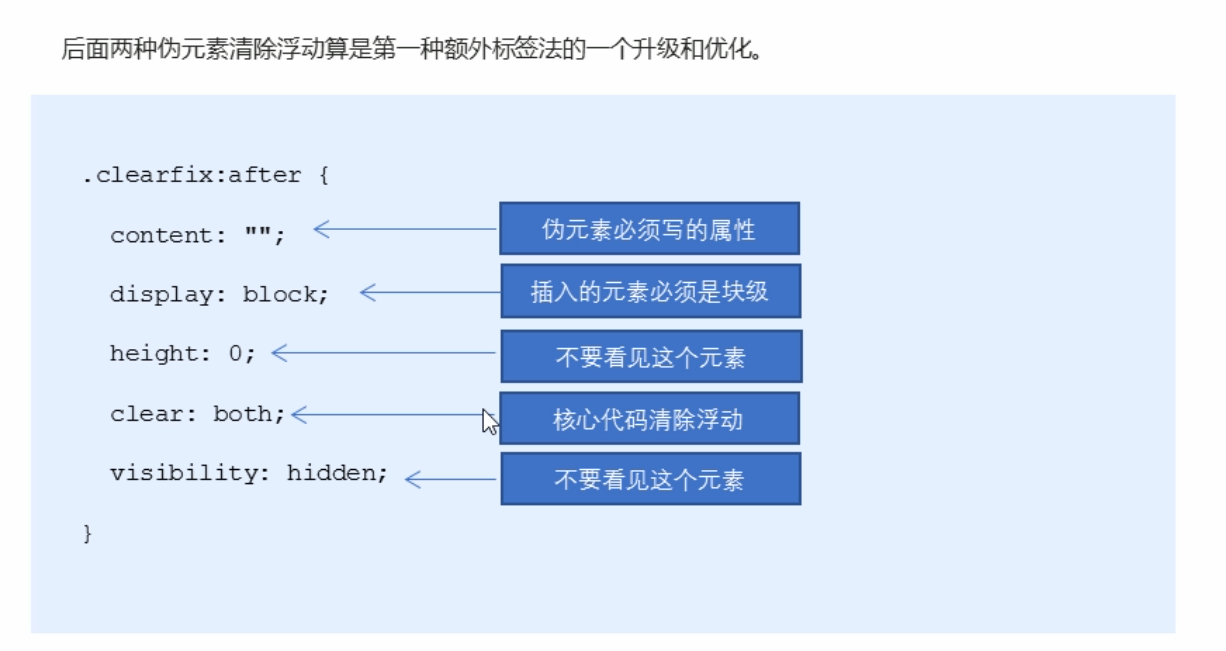 后面两种伪元素清除浮动算是第一种额外标签法的一个升级和优化。
.clearfix:after {
content: ""; 伪元素必须写的属性
display: block; 插入的元素必须是块级
height: 0; 不要看见这个元素
clear: both; 核心代码清除浮动
visibility: hidden; 不要看见这个元素
}